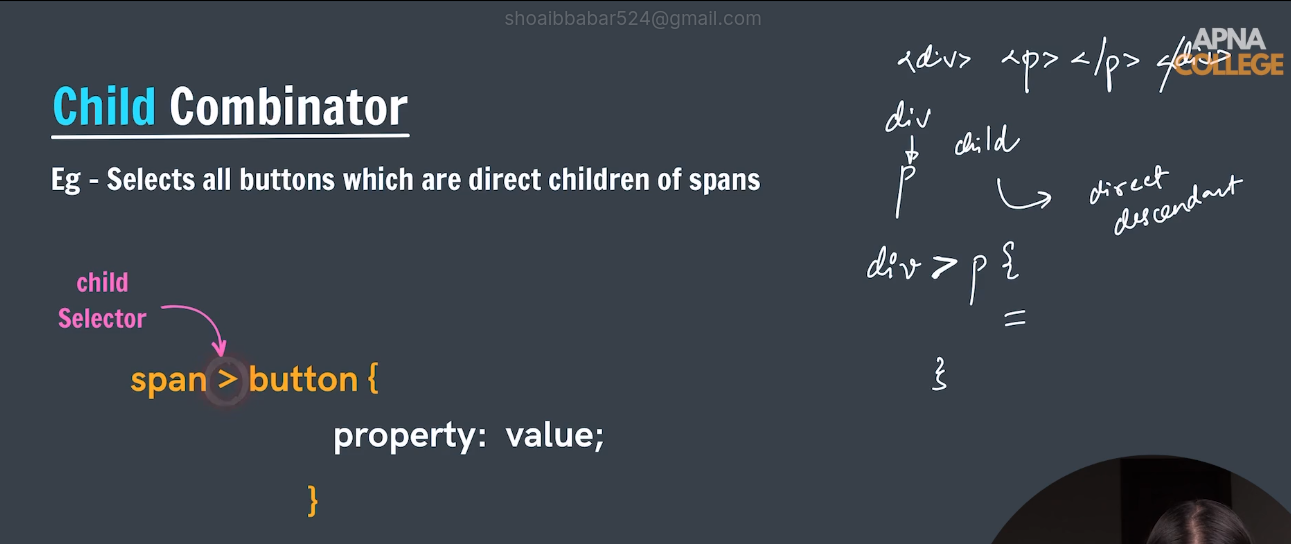 shoaibbabar524@gmail.com
APNA
COLLEGE
Child Combinator
Eg - Selects all buttons which are direct children of spans
child
Selector
span > button {
property: value;
}
<div> <p> </p> </div>
div
p
child
direct
descendant
div > p {
=
}